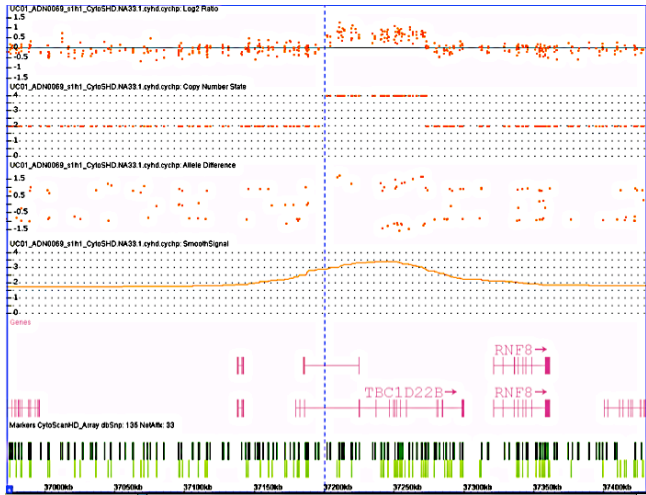 UC01_ADN0069_s1h1_CytoSHD.NA33.1.cyhd.cychp: Log2 Ratio
1.5
1
0.5
0
-0.5
-1
-1.5
UC01_ADN0069_s1h1_CytoSHD.NA33.1.cyhd.cychp: Copy Number State
4
3
2
1
0
UC01_ADN0069_s1h1_CytoSHD.NA33.1.cyhd.cychp: Allele Difference
1.5
0.5
-0.5
-1.5
UC01_ADN0069_s1h1_CytoSHD.NA33.1.cyhd.cychp: SmoothSignal
4
3
2
1
0
Genes
RNF8→
TBC1D22B→ RNF8→
Markers CytoScanHD_Array dbSnp: 135 NetAffx: 33
37000kb 37050kb 37100kb 37150kb 37200kb 37250kb 37300kb 37350kb 37400kb